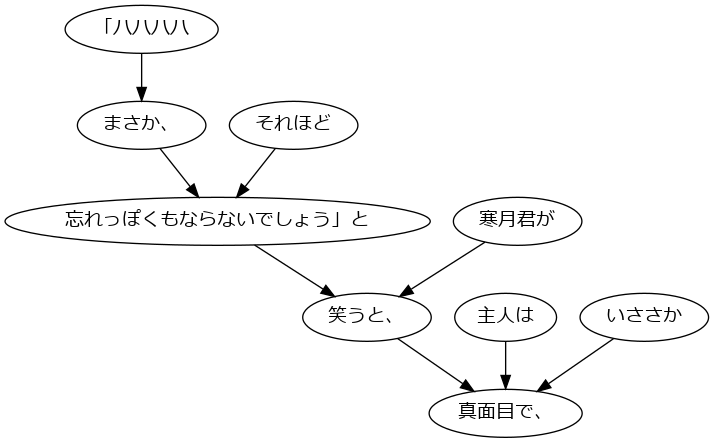 「ハハハハ
まさか、
それほど
忘れっぽくもならないでしょう」と
寒月君が
笑うと、
主人は
いささか
真面目で、